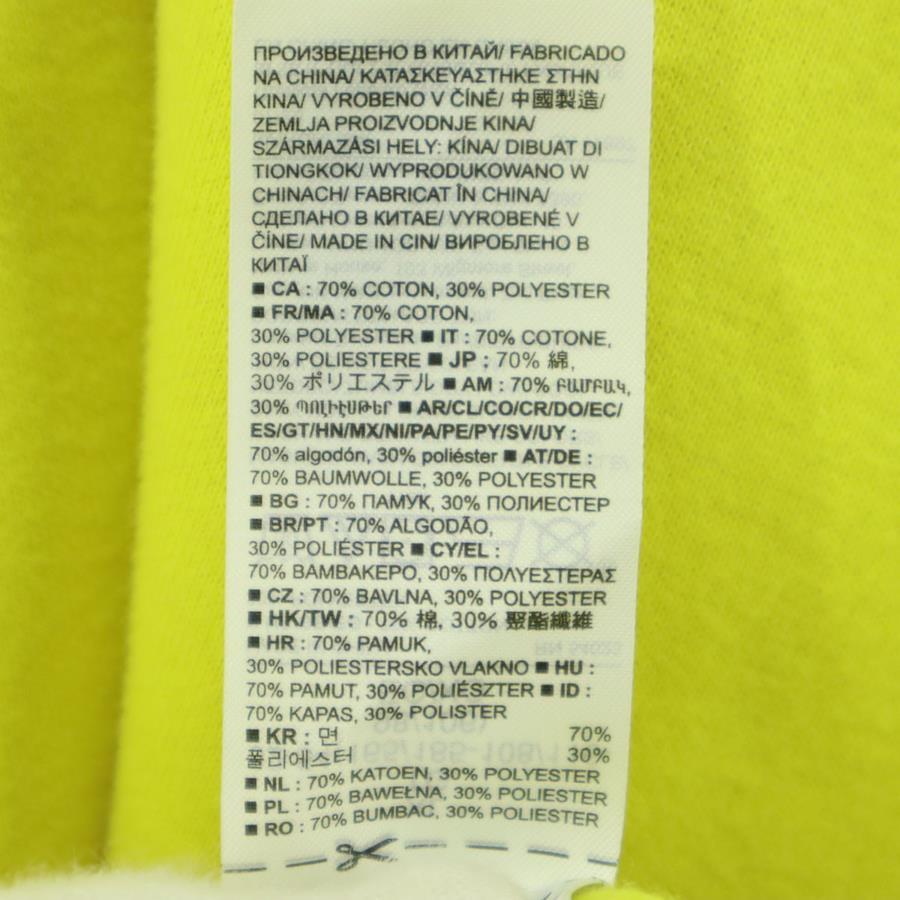 ПРОИЗВЕДЕНО В КИТАЙ/ FABRICADO
NA CHINA/ ΚΑΤΑΣΚΕΥΑΣΤΗΚΕ ΣΤΗΝ
KINA/ VYROBENO V ČÍNĚ/ 中國製造/
ZEMLJA PROIZVODNJE KINA/
SZÁRMAZÁSI HELY: KÍNA/ DIBUAT DI
TIONGKOK/ WYPRODUKOWANO W
CHINACH/ FABRICAT ÎN CHINA/
СДЕЛАНО В КИТАЕ/ VYROBENÉ V
ČÍNE/ MADE IN CIN/ ВИРОБЛЕНО В
КИТАЇ
■ CA : 70% COTON, 30% POLYESTER
■ FR/MA : 70% COTON,
30% POLYESTER ■ IT : 70% COTONE,
30% POLIESTERE ■ JP : 70% 綿,
30% ポリエステル ■ AM : 70% ԲԱՄԲԱԿ,
30% ՊՈԼԻԷՍԹԵՐ ■ AR/CL/CO/CR/DO/EC/
ES/GT/HN/MX/NI/PA/PE/PY/SV/UY :
70% algodón, 30% poliéster ■ AT/DE :
70% BAUMWOLLE, 30% POLYESTER
■ BG : 70% ПАМУК, 30% ПОЛИЕСТЕР
■ BR/PT : 70% ALGODÃO,
30% POLIÉSTER ■ CY/EL :
70% ΒΑΜΒΑΚΕΡΟ, 30% ΠΟΛΥΕΣΤΕΡΑΣ
■ CZ : 70% BAVLNA, 30% POLYESTER
■ HK/TW : 70% 棉, 30% 聚酯纖維
■ HR : 70% PAMUK,
30% POLIESTERSKO VLAKNO ■ HU :
70% PAMUT, 30% POLIÉSZTER ■ ID :
70% KAPAS, 30% POLISTER
■ KR : 면 70%
폴리에스터 30%
■ NL : 70% KATOEN, 30% POLYESTER
■ PL : 70% BAWEŁNA, 30% POLYESTER
■ RO : 70% BUMBAC, 30% POLIESTER